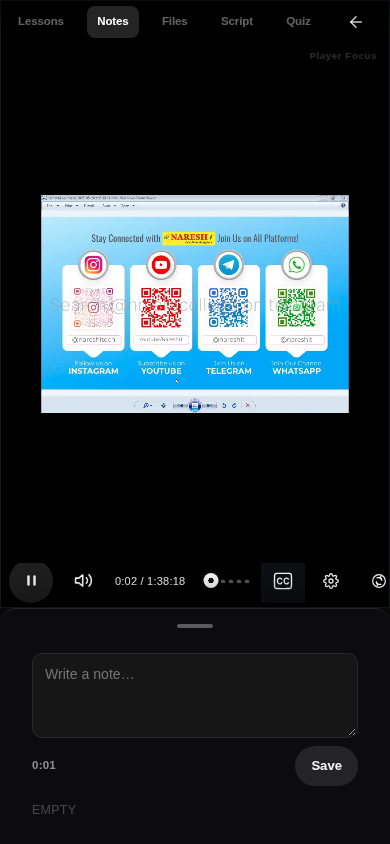 Lessons
Notes
Files
Script
Quiz
Player Focus
Stay Connected with NARESH i technologies Join Us on All Platforms!
@nareshitech
@nareshit
@nareshit
Follow us on
INSTAGRAM
Subscribe us on
YOUTUBE
Join Us on
TELEGRAM
Join Our Channel
WHATSAPP
0:02 / 1:38:18
CC
Write a note…
0:01
Save
EMPTY